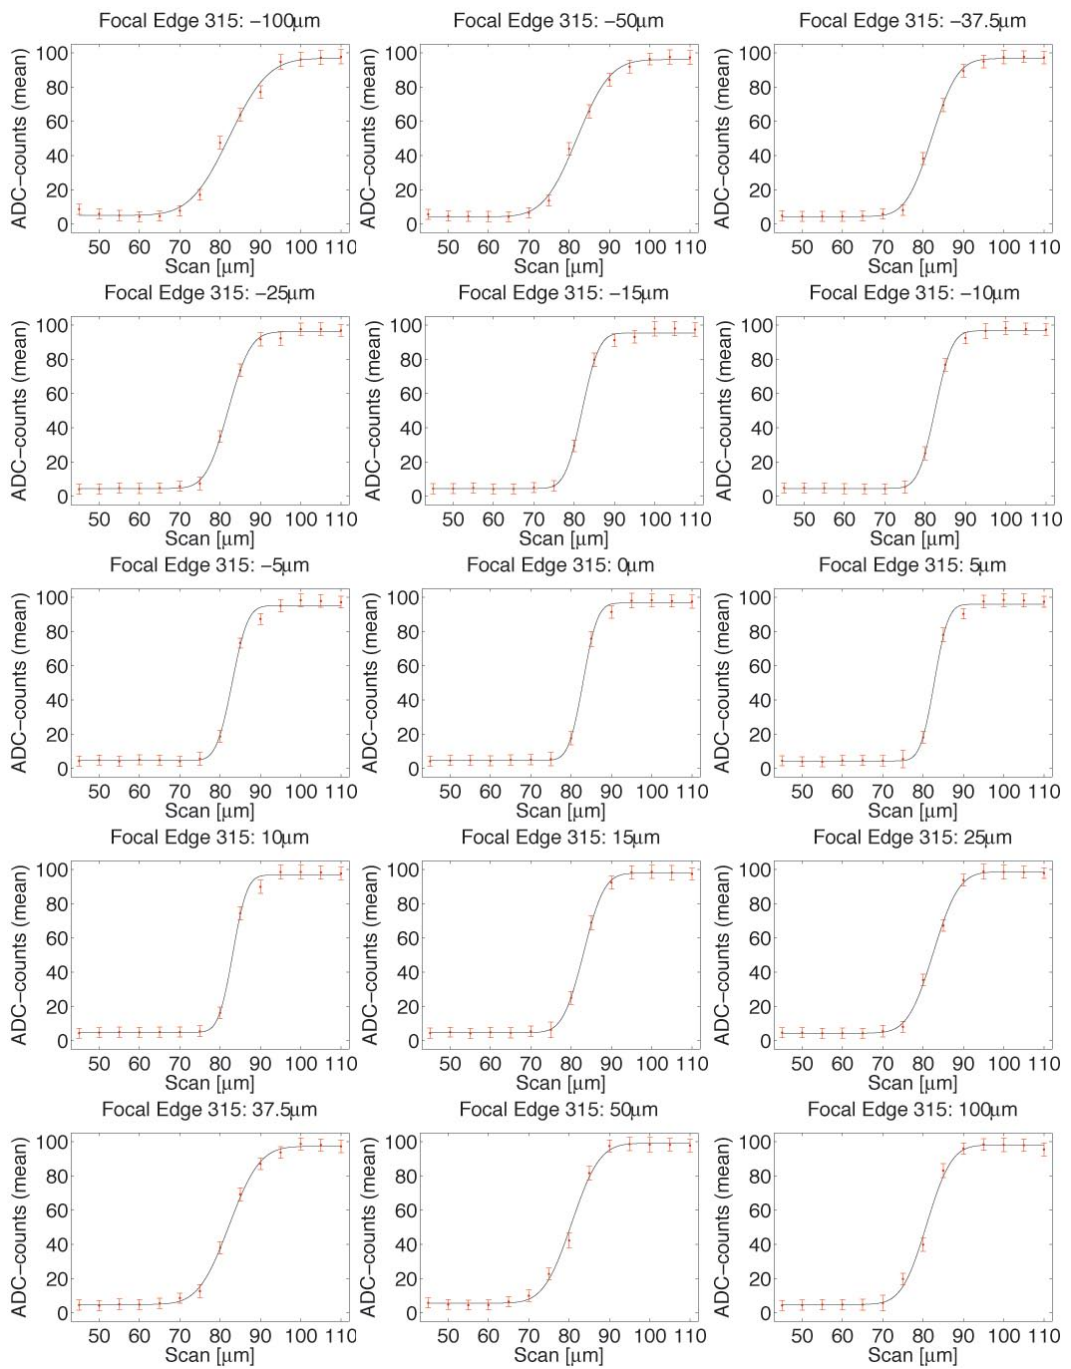 Focal Edge 315: −100μm Focal Edge 315: −50μm Focal Edge 315: −37.5μm
ADC−counts (mean) 100 80 60 40 20 0 ADC−counts (mean) 100 80 60 40 20 0 ADC−counts (mean) 100 80 60 40 20 0
50 60 70 80 90 100 110 50 60 70 80 90 100 110 50 60 70 80 90 100 110
Scan [μm] Scan [μm] Scan [μm]
Focal Edge 315: −25μm Focal Edge 315: −15μm Focal Edge 315: −10μm
ADC−counts (mean) 100 80 60 40 20 0 ADC−counts (mean) 100 80 60 40 20 0 ADC−counts (mean) 100 80 60 40 20 0
50 60 70 80 90 100 110 50 60 70 80 90 100 110 50 60 70 80 90 100 110
Scan [μm] Scan [μm] Scan [μm]
Focal Edge 315: −5μm Focal Edge 315: 0μm Focal Edge 315: 5μm
ADC−counts (mean) 100 80 60 40 20 0 ADC−counts (mean) 100 80 60 40 20 0 ADC−counts (mean) 100 80 60 40 20 0
50 60 70 80 90 100 110 50 60 70 80 90 100 110 50 60 70 80 90 100 110
Scan [μm] Scan [μm] Scan [μm]
Focal Edge 315: 10μm Focal Edge 315: 15μm Focal Edge 315: 25μm
ADC−counts (mean) 100 80 60 40 20 0 ADC−counts (mean) 100 80 60 40 20 0 ADC−counts (mean) 100 80 60 40 20 0
50 60 70 80 90 100 110 50 60 70 80 90 100 110 50 60 70 80 90 100 110
Scan [μm] Scan [μm] Scan [μm]
Focal Edge 315: 37.5μm Focal Edge 315: 50μm Focal Edge 315: 100μm
ADC−counts (mean) 100 80 60 40 20 0 ADC−counts (mean) 100 80 60 40 20 0 ADC−counts (mean) 100 80 60 40 20 0
50 60 70 80 90 100 110 50 60 70 80 90 100 110 50 60 70 80 90 100 110
Scan [μm] Scan [μm] Scan [μm]